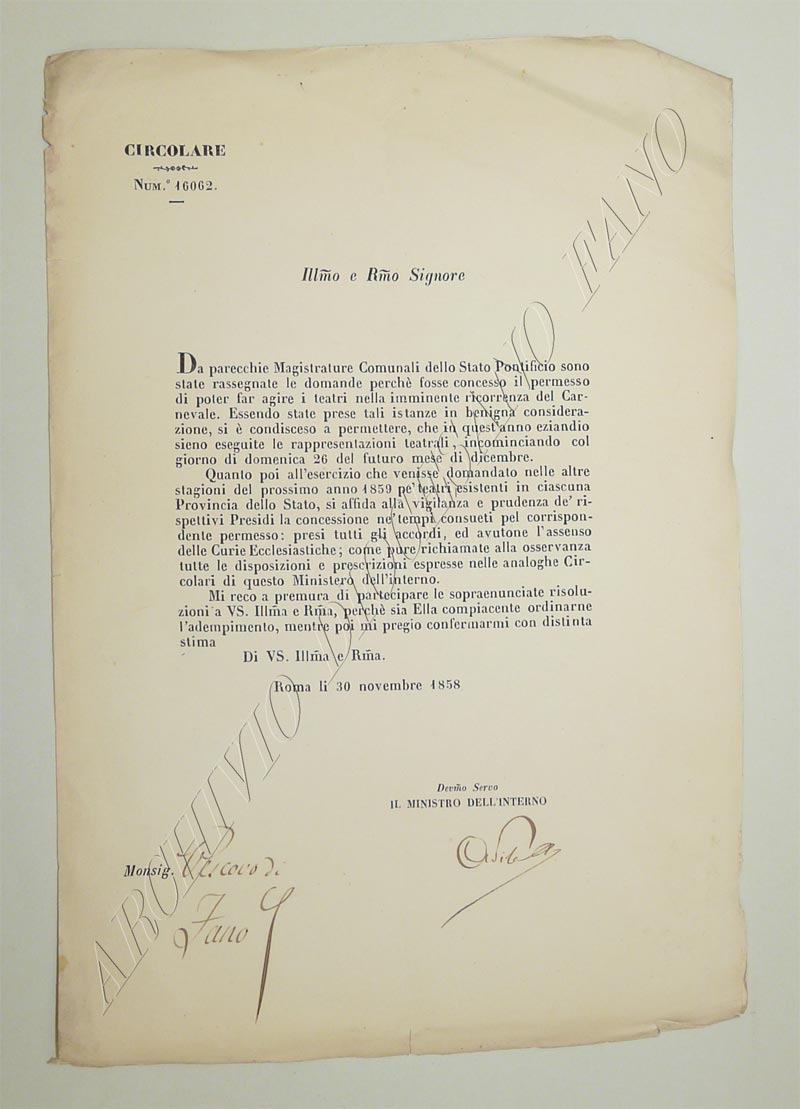 CIRCOLARE
NUM.º 16062.
Illm̃o e Rm̃o Signore
Da parecchie Magistrature Comunali dello Stato Pontificio sono
state rassegnate le domande perchè fosse concesso il permesso
di poter far agire i teatri nella imminente ricorrenza del Car-
nevale. Essendo state prese tali istanze in benigna considera-
zione, si è condisceso a permettere, che in quest'anno eziandio
sieno eseguite le rappresentazioni teatrali, incominciando col
giorno di domenica 26 del futuro mese di dicembre.
Quanto poi all'esercizio che venisse domandato nelle altre
stagioni del prossimo anno 1859 pe' teatri esistenti in ciascuna
Provincia dello Stato, si affida alla vigilanza e prudenza de' ri-
spettivi Presidi la concessione ne' tempi consueti pel corrispon-
dente permesso: presi tutti gli accordi, ed avutone l'assenso
delle Curie Ecclesiastiche; come pure richiamate alla osservanza
tutte le disposizioni e prescrizioni espresse nelle analoghe Cir-
colari di questo Ministero dell'interno.
Mi reco a premura di partecipare le sopraenunciate risolu-
zioni a VS. Illm̃a e Rm̃a, perchè sia Ella compiacente ordinarne
l'adempimento, mentre poi mi pregio confermarmi con distinta
stima
Di VS. Illm̃a e Rm̃a.
Roma li 30 novembre 1858
Devm̃o Servo
IL MINISTRO DELL'INTERNO
Monsig. Vescovo di
Fano
ARCHIVIO FANO